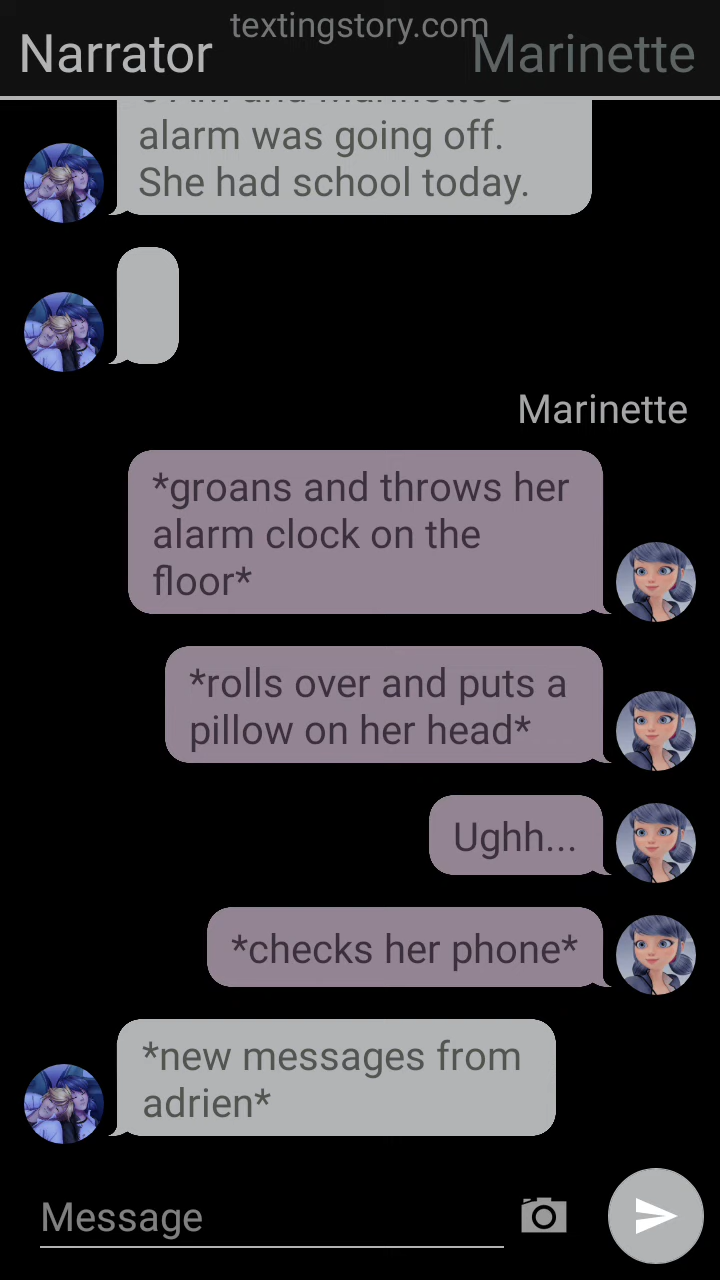 textingstory.com
Narrator
Marinette
alarm was going off.
She had school today.
Marinette
*groans and throws her
alarm clock on the
floor*
*rolls over and puts a
pillow on her head*
Ughh...
*checks her phone*
*new messages from
adrien*
Message